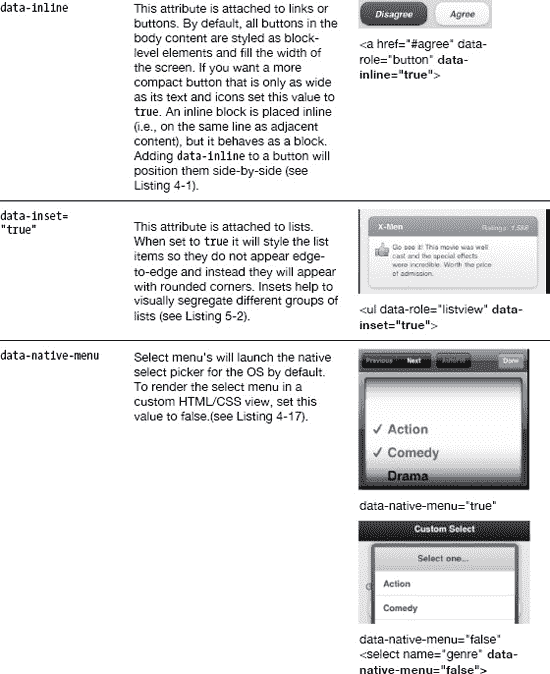 data-inline
This attribute is attached to links or
buttons. By default, all buttons in the
body content are styled as block-
level elements and fill the width of
the screen. If you want a more
compact button that is only as wide
as its text and icons set this value to
true. An inline block is placed inline
(i.e., on the same line as adjacent
content), but it behaves as a block.
Adding data-inline to a button will
position them side-by-side (see
Listing 4-1).
Disagree
Agree
<a href="#agree" data-
role="button" data-
inline="true">
data-inset=
"true"
This attribute is attached to lists.
When set to true it will style the list
items so they do not appear edge-
to-edge and instead they will appear
with rounded corners. Insets help to
visually segregate different groups of
lists (see Listing 5-2).
X-Men
Ratings:
Go see it! This movie was well
cast and the special effects
were incredible. Worth the price
of admission.
<ul data-role="listview" data-
inset="true">
data-native-menu
Select menu's will launch the native
select picker for the OS by default.
To render the select menu in a
custom HTML/CSS view, set this
value to false.(see Listing 4-17).
Previous
Next
AutoFill
Done
✓ Action
✓ Comedy
Drama
data-native-menu="true"
Custom Select
Select one...
Action
Comedy
data-native-menu="false"
<select name="genre" data-
native-menu="false">